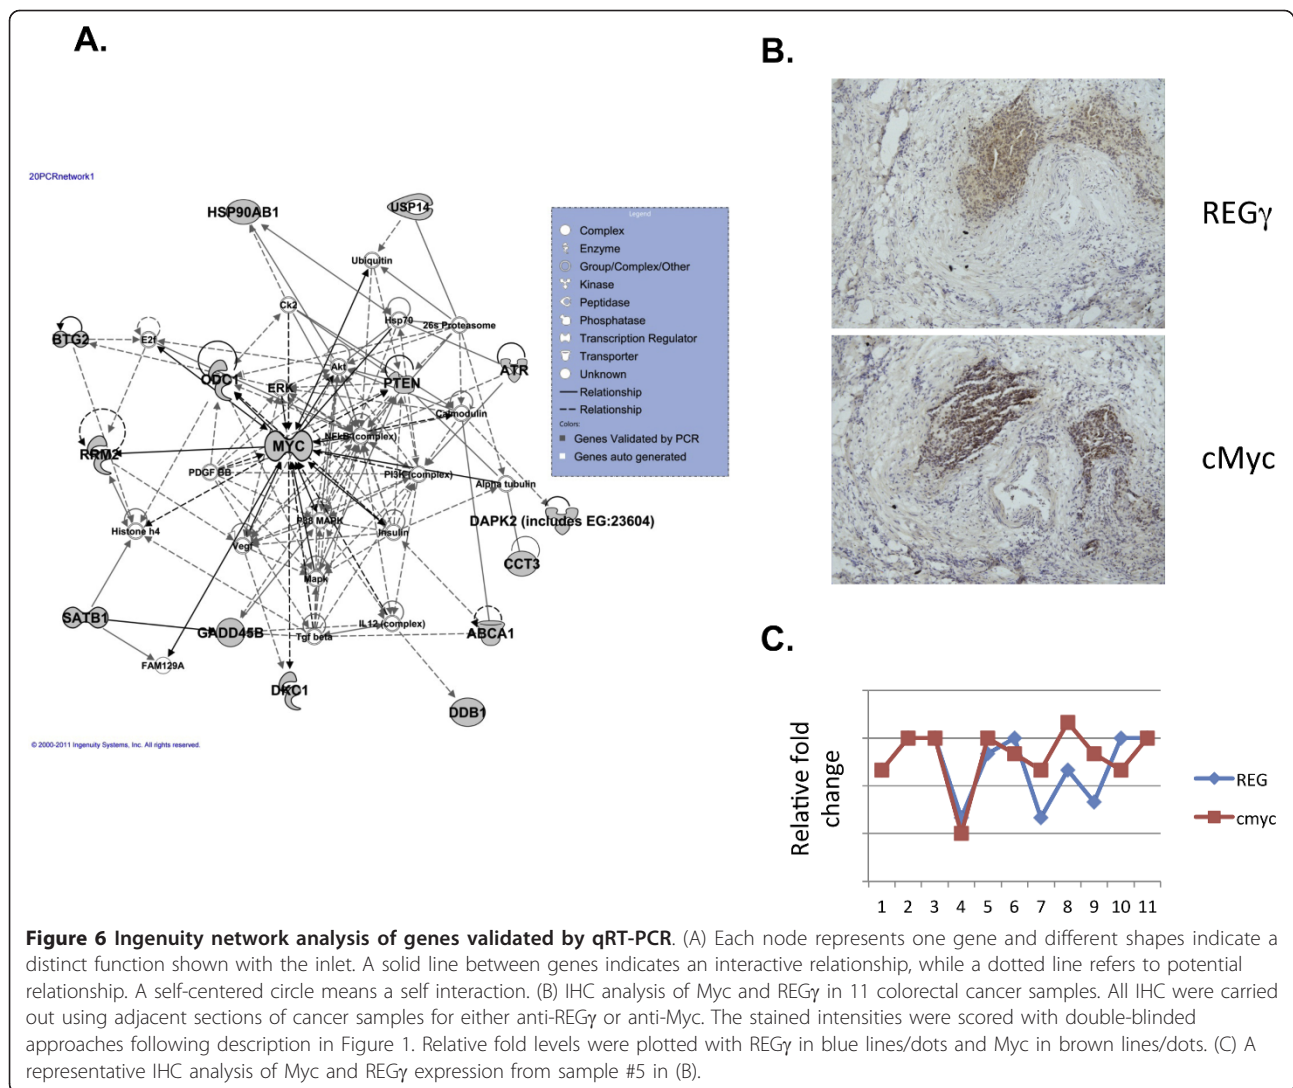 A.
20PCRnetwork1
HSP90AB1
USP14
Ubiquitin
Ck2
Hsp70
26s Proteasome
BTG2
E2f
ODC1
ERK
Akt
PTEN
ATR
Calmodulin
NFkB (complex)
MYC
RRM2
PDGF BB
PI3K (complex)
Alpha tubulin
Histone h4
P38 MAPK
Insulin
DAPK2 (includes EG:23604)
Vegf
CCT3
Mapk
SATB1
GADD45B
Tgf beta
IL12 (complex)
ABCA1
FAM129A
DKC1
DDB1
© 2000-2011 Ingenuity Systems, Inc. All rights reserved.
Legend
Complex
Enzyme
Group/Complex/Other
Kinase
Peptidase
Phosphatase
Transcription Regulator
Transporter
Unknown
Relationship
Relationship
Colors:
Genes Validated by PCR
Genes auto generated
B.
REGγ
cMyc
C.
Relative fold
change
REG
cmyc
1 2 3 4 5 6 7 8 9 10 11
Figure 6 Ingenuity network analysis of genes validated by qRT-PCR. (A) Each node represents one gene and different shapes indicate a
distinct function shown with the inlet. A solid line between genes indicates an interactive relationship, while a dotted line refers to potential
relationship. A self-centered circle means a self interaction. (B) IHC analysis of Myc and REGγ in 11 colorectal cancer samples. All IHC were carried
out using adjacent sections of cancer samples for either anti-REGγ or anti-Myc. The stained intensities were scored with double-blinded
approaches following description in Figure 1. Relative fold levels were plotted with REGγ in blue lines/dots and Myc in brown lines/dots. (C) A
representative IHC analysis of Myc and REGγ expression from sample #5 in (B).